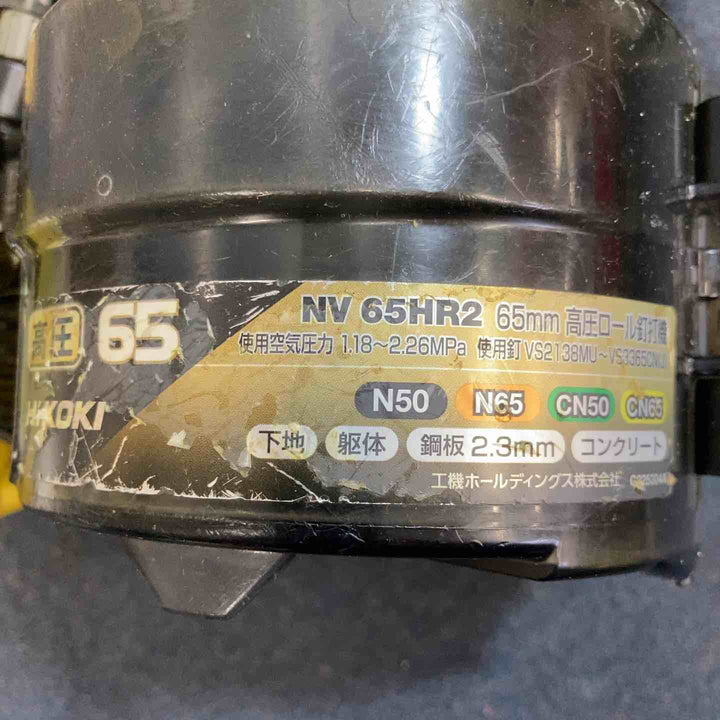 高圧 65
HiKOKI
NV 65HR2 65mm 高圧ロール釘打機
使用空気圧力 1.18～2.26MPa 使用釘 VS2138MU～VS3365CNU
N50 N65 CN50 CN65
下地 躯体 鋼板 2.3mm コンクリート
工機ホールディングス株式会社